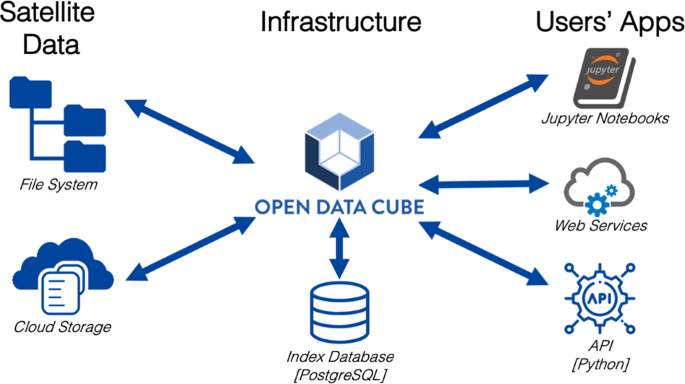 Satellite
Data
Infrastructure
Users' Apps
File System
Cloud Storage
OPEN DATA CUBE
Index Database
[PostgreSQL]
jupyter
Jupyter Notebooks
Web Services
API
API
[Python]